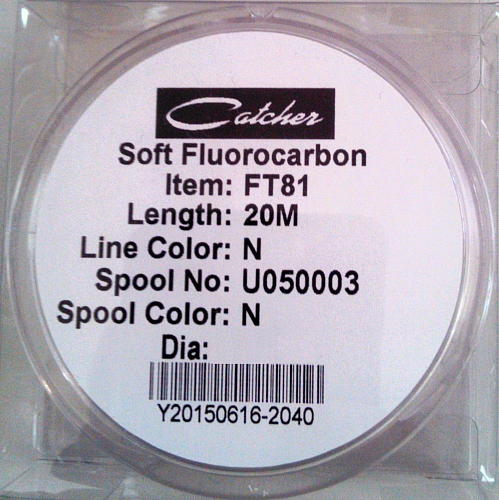 Catcher
Soft Fluorocarbon
Item: FT81
Length: 20M
Line Color: N
Spool No: U050003
Spool Color: N
Dia:
Y20150616-2040